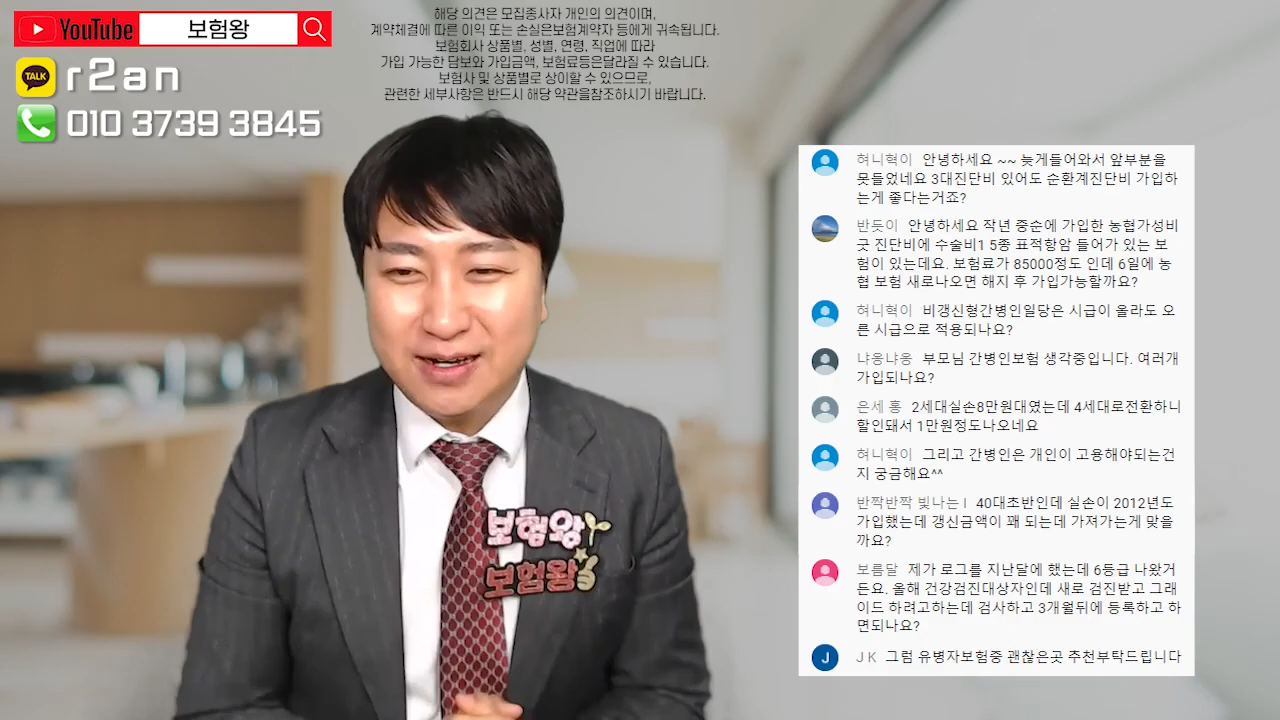 YouTube 보험왕
TALK r2an
010 3739 3845
해당 의견은 모집종사자 개인의 의견이며,
계약체결에 따른 이익 또는 손실은보험계약자 등에게 귀속됩니다.
보험회사 상품별, 성별, 연령, 직업에 따라
가입 가능한 담보와 가입금액, 보험료등은달라질 수 있습니다.
보험사 및 상품별로 상이할 수 있으므로,
관련한 세부사항은 반드시 해당 약관을참조하시기 바랍니다.
혀니혁이 안녕하세요 ~~ 늦게들어와서 앞부분을
못들었네요 3대진단비 있어도 순환계진단비 가입하
는게 좋다는거죠?
반듯이 안녕하세요 작년 중순에 가입한 농협가성비
굿 진단비에 수술비1 5종 표적항암 들어가 있는 보
험이 있는데요. 보험료가 85000정도 인데 6일에 농
협 보험 새로나오면 해지 후 가입가능할까요?
혀니혁이 비갱신형간병인일당은 시급이 올라도 오
른 시급으로 적용되나요?
냐옹냐옹 부모님 간병인보험 생각중입니다. 여러개
가입되나요?
은세 홍 2세대실손8만원대였는데 4세대로전환하니
할인돼서 1만원정도나오네요
혀니혁이 그리고 간병인은 개인이 고용해야되는건
지 궁금해요^^
반짝반짝 빛나는 I 40대초반인데 실손이 2012년도
가입했는데 갱신금액이 꽤 되는데 가져가는게 맞을
까요?
보름달 제가 로그를 지난달에 했는데 6등급 나왔거
든요. 올해 건강검진대상자인데 새로 검진받고 그래
이드 하려고하는데 검사하고 3개월뒤에 등록하고 하
면되나요?
J J K 그럼 유병자보험중 괜찮은곳 추천부탁드립니다
보험왕
보험왕